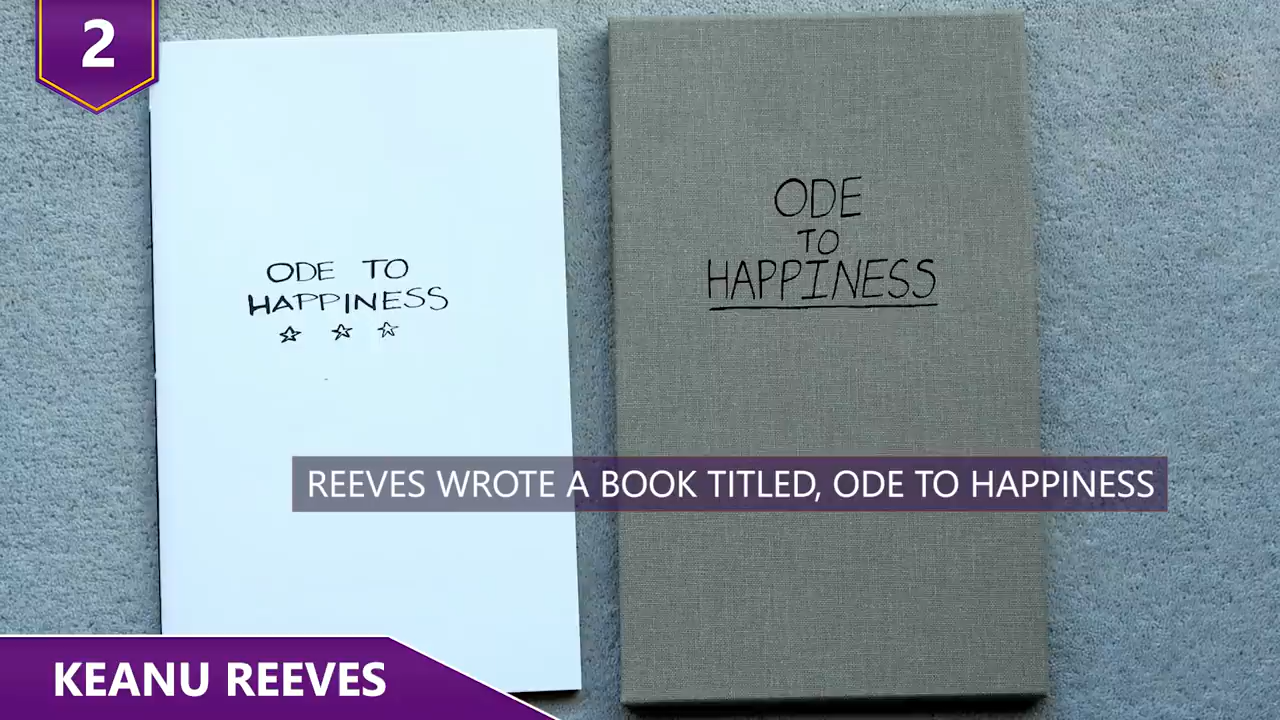 2
ODE TO
HAPPINESS
ODE
TO
HAPPINESS
REEVES WROTE A BOOK TITLED, ODE TO HAPPINESS
KEANU REEVES